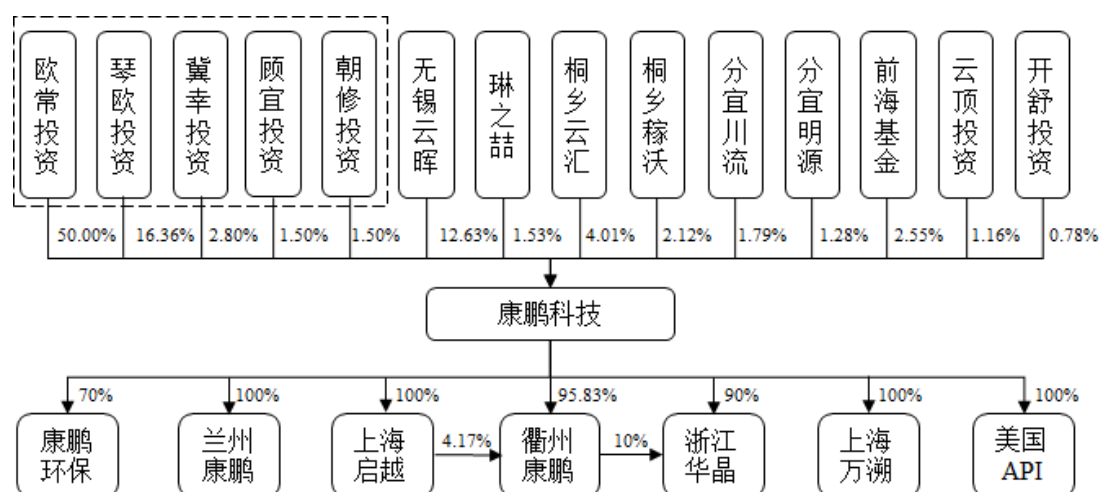 欧常投资
琴欧投资
冀幸投资
顾宜投资
朝修投资
无锡云晖
琳之喆
桐乡云汇
桐乡稼沃
分宜川流
分宜明源
前海基金
云顶投资
开舒投资
50.00%
16.36%
2.80%
1.50%
1.50%
12.63%
1.53%
4.01%
2.12%
1.79%
1.28%
2.55%
1.16%
0.78%
康鹏科技
70%
100%
100%
95.83%
90%
100%
100%
康鹏
环保
兰州
康鹏
上海
启越
4.17%
衢州
康鹏
10%
浙江
华晶
上海
万溯
美国
API